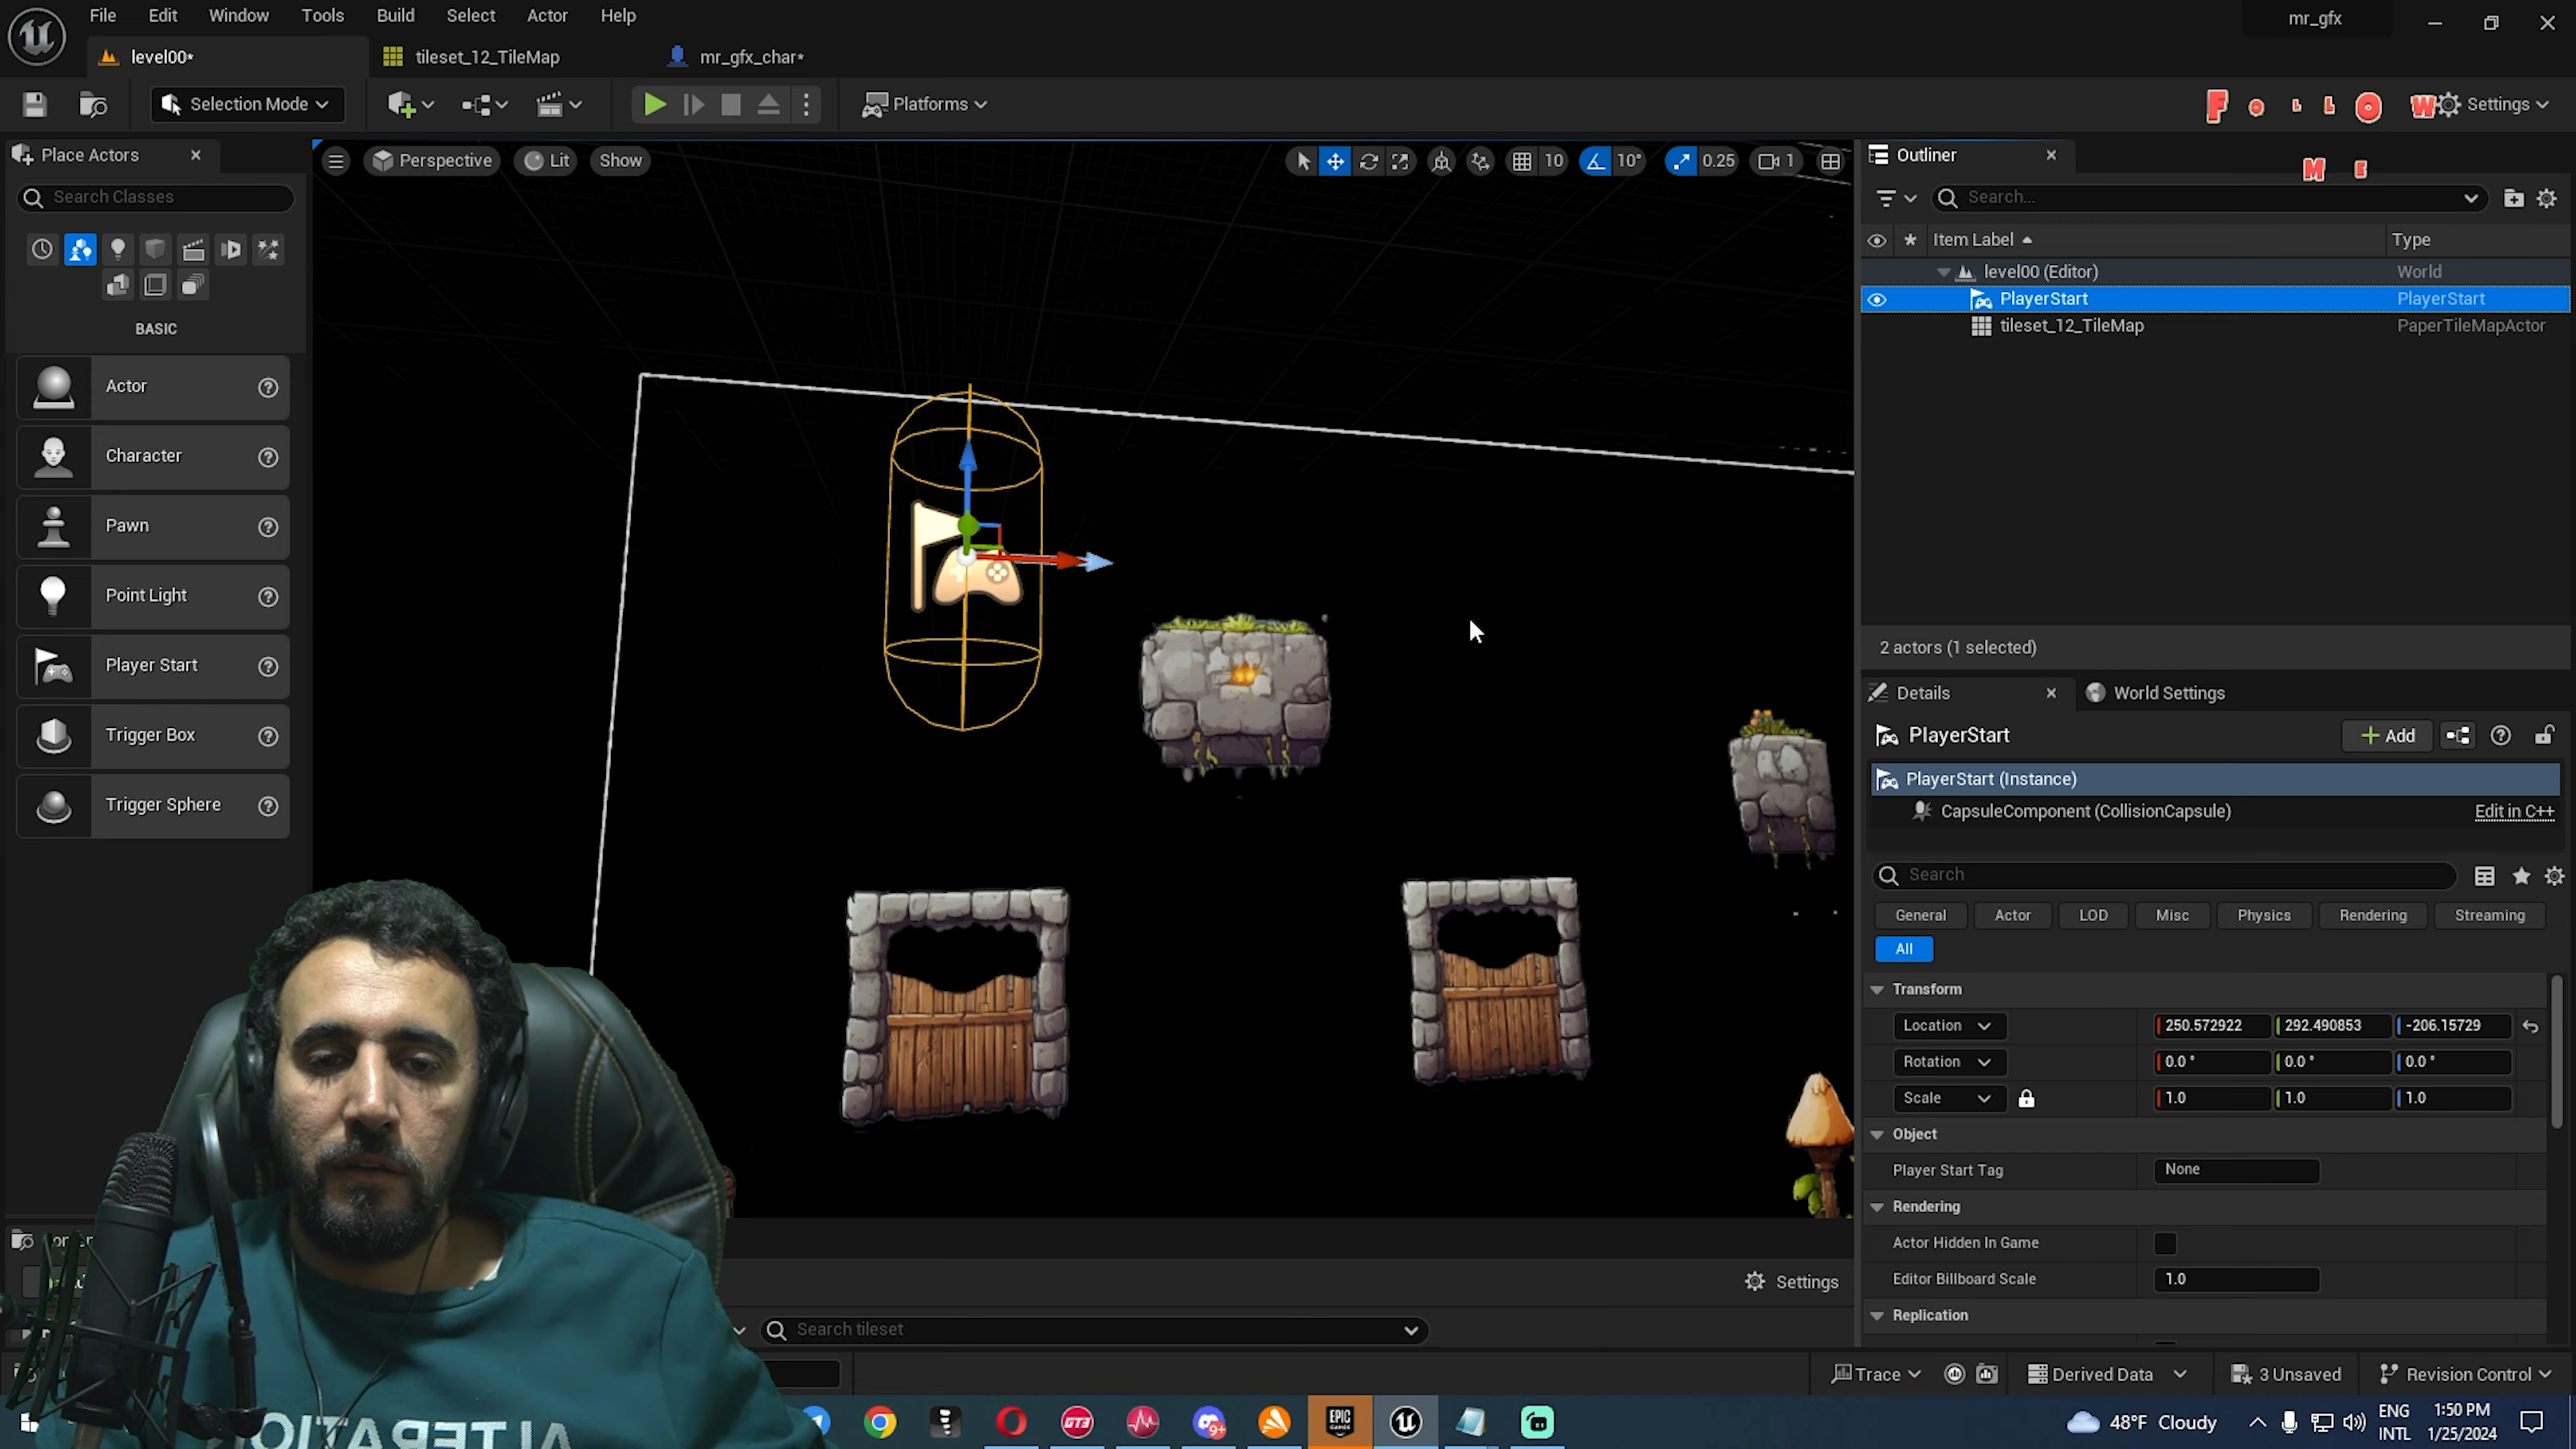 File Edit Window Tools Build Select Actor Help
mr_gfx
level00*
tileset_12_TileMap
mr_gfx_char*
Selection Mode
Platforms
FOLLOW
Settings
ME
Place Actors
Search Classes
BASIC
Actor
Character
Pawn
Point Light
Player Start
Trigger Box
Trigger Sphere
Perspective
Lit
Show
10
10°
0.25
1
Outliner
Search...
Item Label
Type
level00 (Editor)
World
PlayerStart
PlayerStart
tileset_12_TileMap
PaperTileMapActor
2 actors (1 selected)
Details
World Settings
PlayerStart
Add
PlayerStart (Instance)
CapsuleComponent (CollisionCapsule)
Edit in C++
Search
General
Actor
LOD
Misc
Physics
Rendering
Streaming
All
Transform
Location
250.572922
292.490853
-206.15729
Rotation
0.0°
0.0°
0.0°
Scale
1.0
1.0
1.0
Object
Player Start Tag
None
Rendering
Actor Hidden In Game
Editor Billboard Scale
1.0
Replication
Settings
Search tileset
Trace
Derived Data
3 Unsaved
Revision Control
ALTERATIO
GT3
9+
EPIC
GAMES
48°F Cloudy
ENG
INTL
1:50 PM
1/25/2024